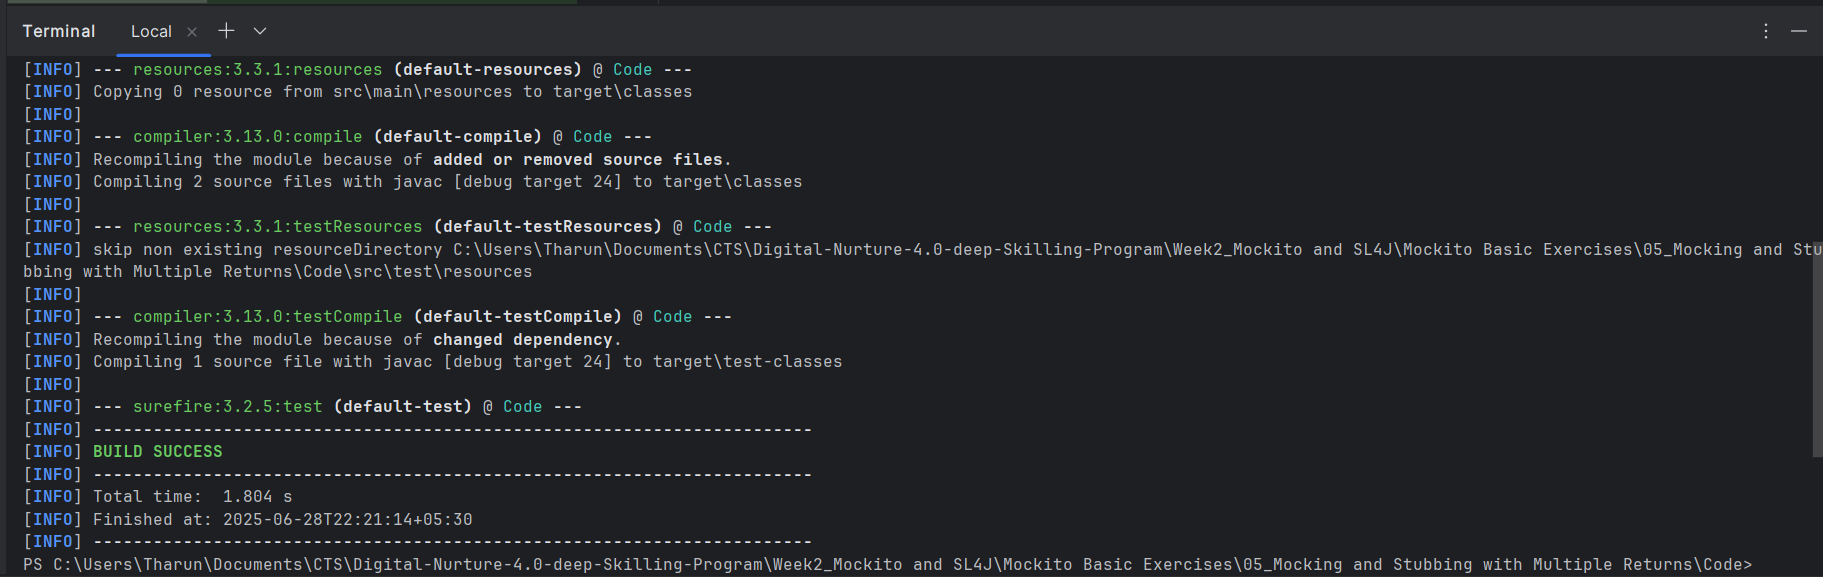 Terminal Local
[INFO] --- resources:3.3.1:resources (default-resources) @ Code ---
[INFO] Copying 0 resource from src\main\resources to target\classes
[INFO]
[INFO] --- compiler:3.13.0:compile (default-compile) @ Code ---
[INFO] Recompiling the module because of added or removed source files.
[INFO] Compiling 2 source files with javac [debug target 24] to target\classes
[INFO]
[INFO] --- resources:3.3.1:testResources (default-testResources) @ Code ---
[INFO] skip non existing resourceDirectory C:\Users\Tharun\Documents\CTS\Digital-Nurture-4.0-deep-Skilling-Program\Week2_Mockito and SL4J\Mockito Basic Exercises\05_Mocking and Stu
bbing with Multiple Returns\Code\src\test\resources
[INFO]
[INFO] --- compiler:3.13.0:testCompile (default-testCompile) @ Code ---
[INFO] Recompiling the module because of changed dependency.
[INFO] Compiling 1 source file with javac [debug target 24] to target\test-classes
[INFO]
[INFO] --- surefire:3.2.5:test (default-test) @ Code ---
[INFO] ------------------------------------------------------------------------
[INFO] BUILD SUCCESS
[INFO] ------------------------------------------------------------------------
[INFO] Total time:  1.804 s
[INFO] Finished at: 2025-06-28T22:21:14+05:30
[INFO] ------------------------------------------------------------------------
PS C:\Users\Tharun\Documents\CTS\Digital-Nurture-4.0-deep-Skilling-Program\Week2_Mockito and SL4J\Mockito Basic Exercises\05_Mocking and Stubbing with Multiple Returns\Code>